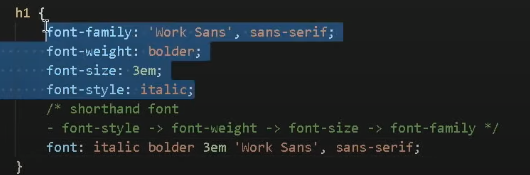 h1 {
font-family: 'Work Sans', sans-serif;
font-weight: bolder;
font-size: 3em;
font-style: italic;
/* shorthand font
- font-style -> font-weight -> font-size -> font-family */
font: italic bolder 3em 'Work Sans', sans-serif;
}